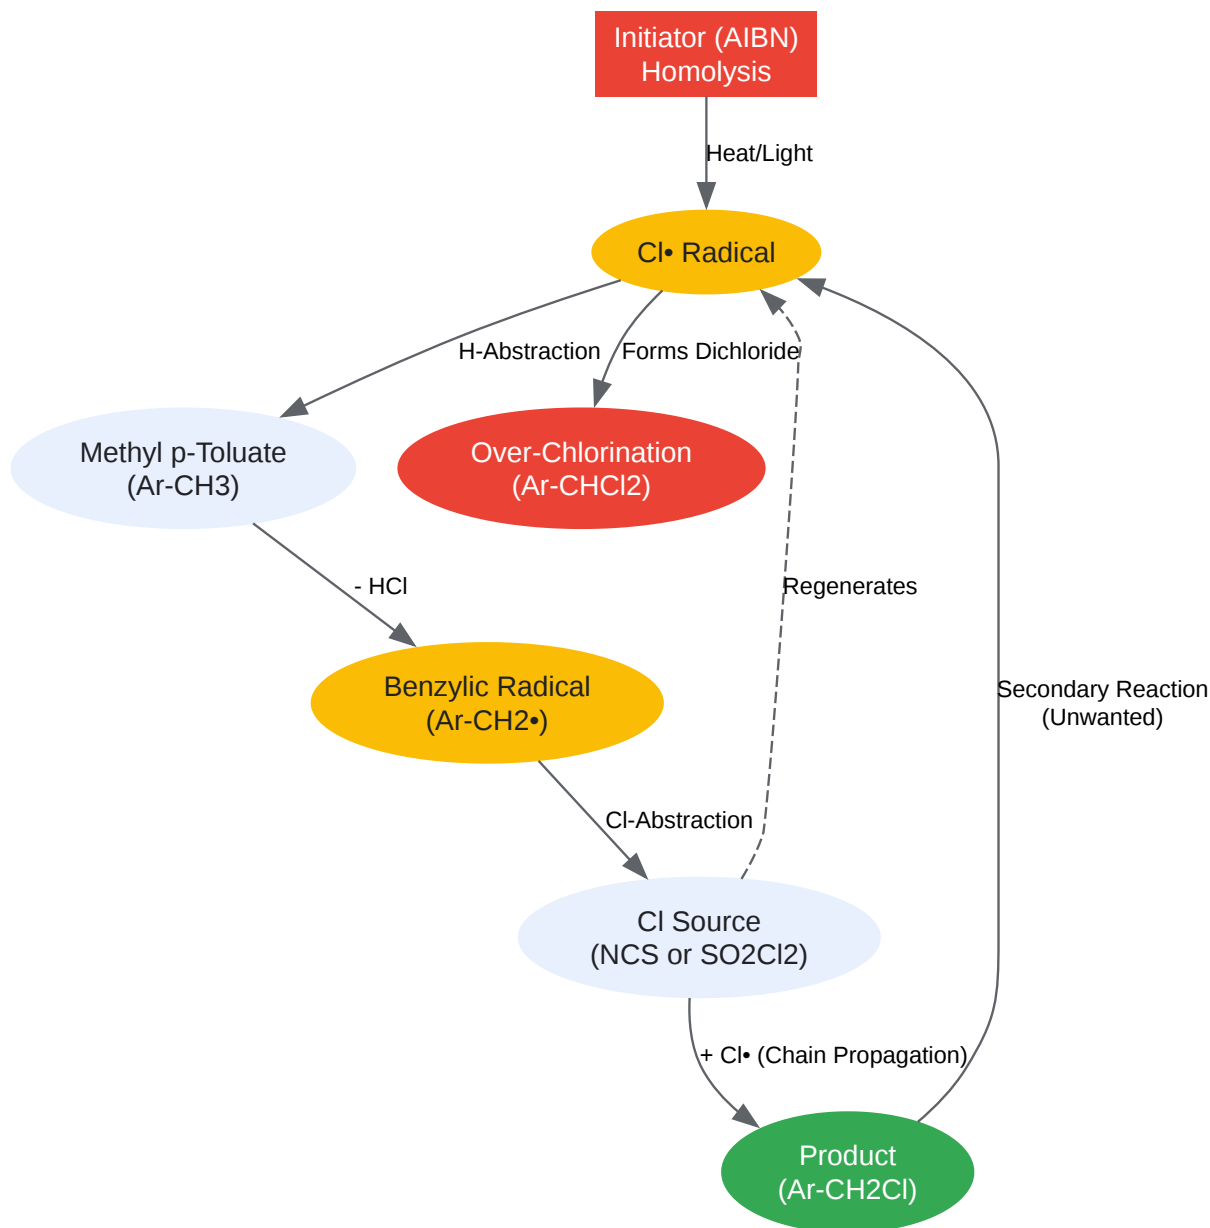 Initiator (AIBN)
Homolysis
Heat/Light
Cl• Radical
H-Abstraction
Forms Dichloride
Methyl p-Toluate
(Ar-CH3)
Over-Chlorination
(Ar-CHCl2)
- HCl
Regenerates
Benzylic Radical
(Ar-CH2•)
Secondary Reaction
(Unwanted)
Cl-Abstraction
Cl Source
(NCS or SO2Cl2)
+ Cl• (Chain Propagation)
Product
(Ar-CH2Cl)